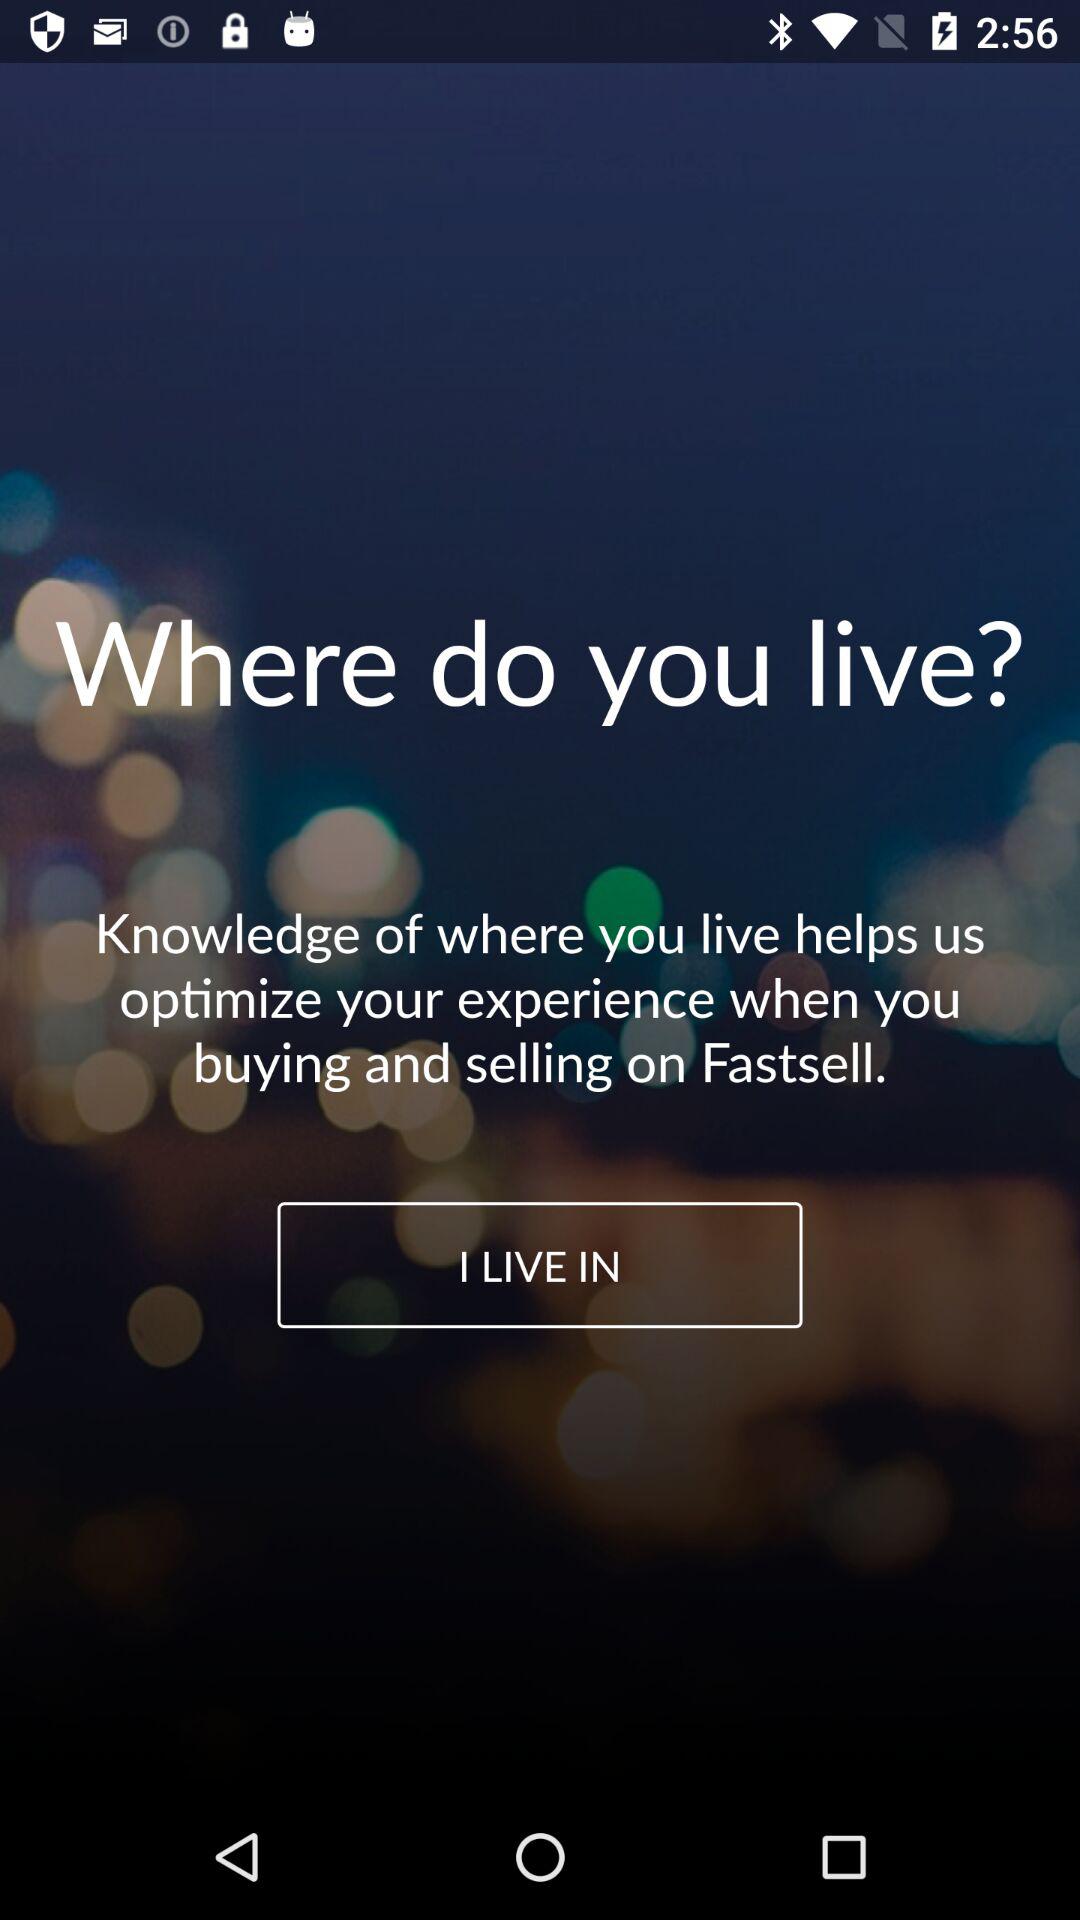 2:56
Where do you live?
Knowledge of where you live helps us
optimize your experience when you
buying and selling on Fastsell.
I LIVE IN